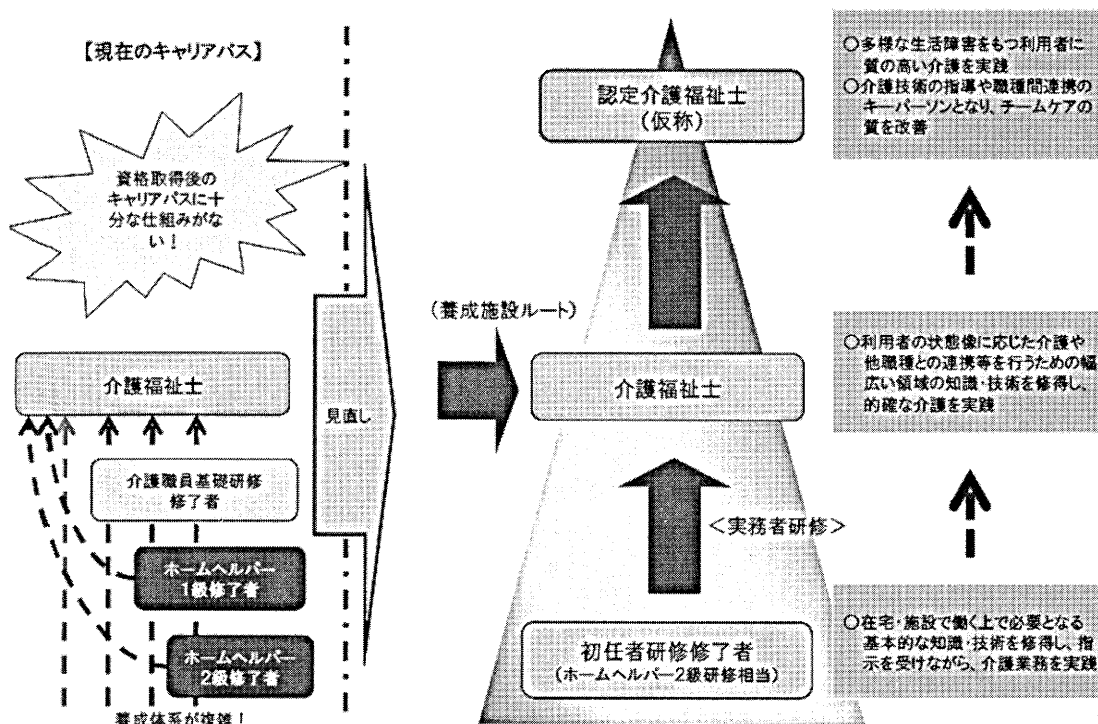 【現在のキャリアパス】
資格取得後の
キャリアパスに十
分な仕組みがな
い！
介護福祉士
介護職員基礎研修
修了者
ホームヘルパー
1級修了者
ホームヘルパー
2級修了者
養成体系が複雑！
見直し
（養成施設ルート）
認定介護福祉士
（仮称）
介護福祉士
＜実務者研修＞
初任者研修修了者
（ホームヘルパー2級研修相当）
○多様な生活障害をもつ利用者に
質の高い介護を実践
○介護技術の指導や職種間連携の
キーパーソンとなり、チームケアの
質を改善
○利用者の状態像に応じた介護や
他職種との連携等を行うための幅
広い領域の知識・技術を修得し、
的確な介護を実践
○在宅・施設で働く上で必要となる
基本的な知識・技術を修得し、指
示を受けながら、介護業務を実践